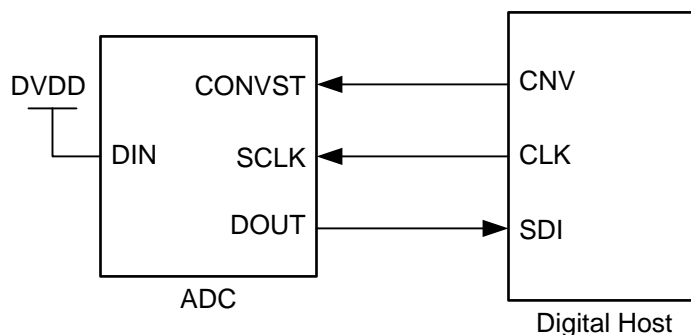 DVDD
DIN
CONVST
SCLK
DOUT
ADC
CNV
CLK
SDI
Digital Host